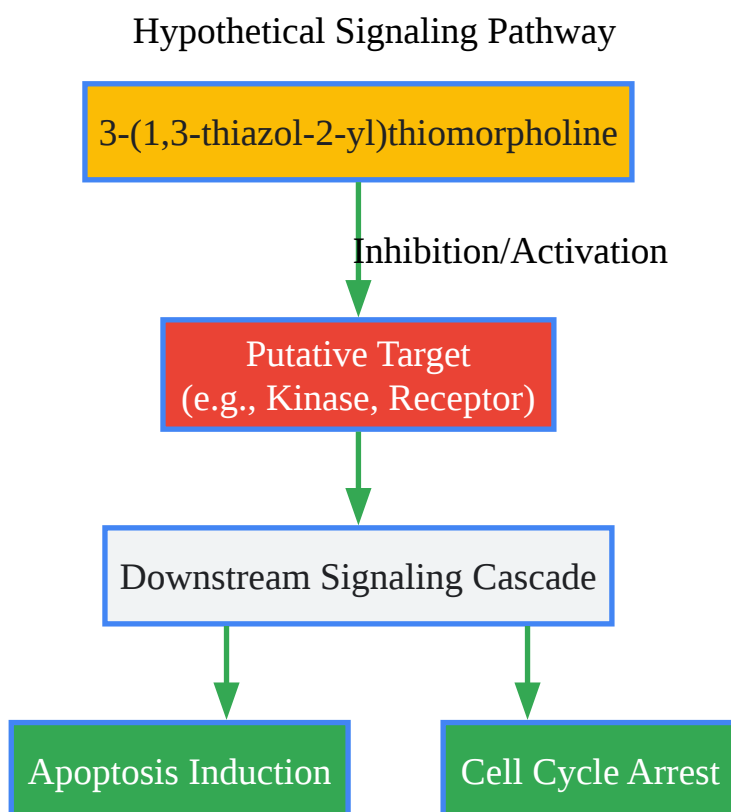 Hypothetical Signaling Pathway
3-(1,3-thiazol-2-yl)thiomorpholine
Inhibition/Activation
Putative Target
(e.g., Kinase, Receptor)
Downstream Signaling Cascade
Apoptosis Induction
Cell Cycle Arrest